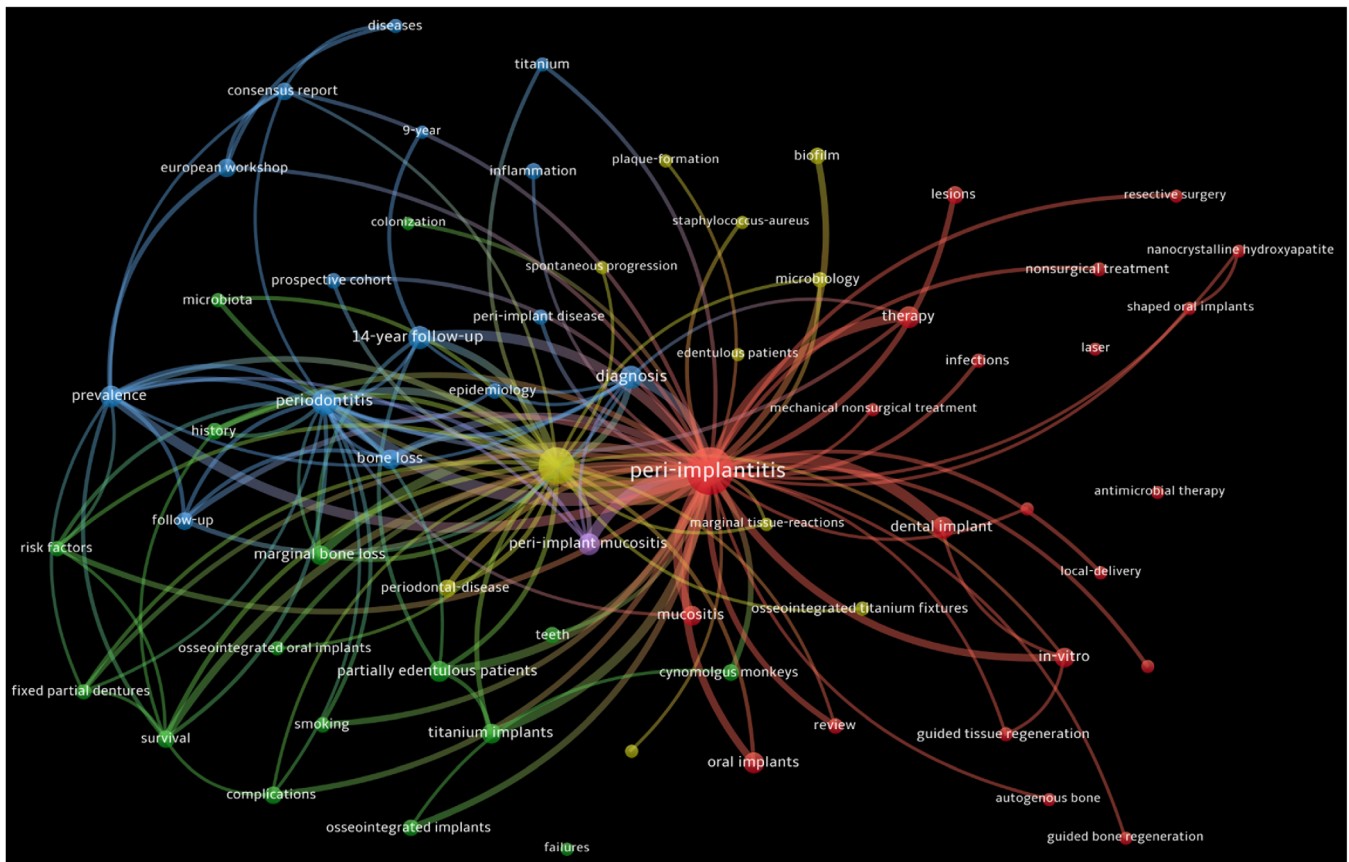 diseases
titanium
consensus report
9-year
plaque-formation
biofilm
european workshop
inflammation
lesions
resective surgery
colonization
staphylococcus-aureus
nanocrystalline hydroxyapatite
spontaneous progression
nonsurgical treatment
prospective cohort
microbiology
microbiota
peri-implant disease
therapy
shaped oral implants
14-year follow-up
edentulous patients
infections
laser
diagnosis
epidemiology
prevalence
periodontitis
mechanical nonsurgical treatment
history
bone loss
peri-implantitis
antimicrobial therapy
follow-up
marginal tissue-reactions
dental implant
risk factors
marginal bone loss
peri-implant mucositis
local-delivery
periodontal-disease
mucositis
osseointegrated titanium fixtures
teeth
osseointegrated oral implants
in-vitro
partially edentulous patients
cynomolgus monkeys
fixed partial dentures
smoking
review
survival
titanium implants
guided tissue regeneration
oral implants
complications
autogenous bone
osseointegrated implants
guided bone regeneration
failures